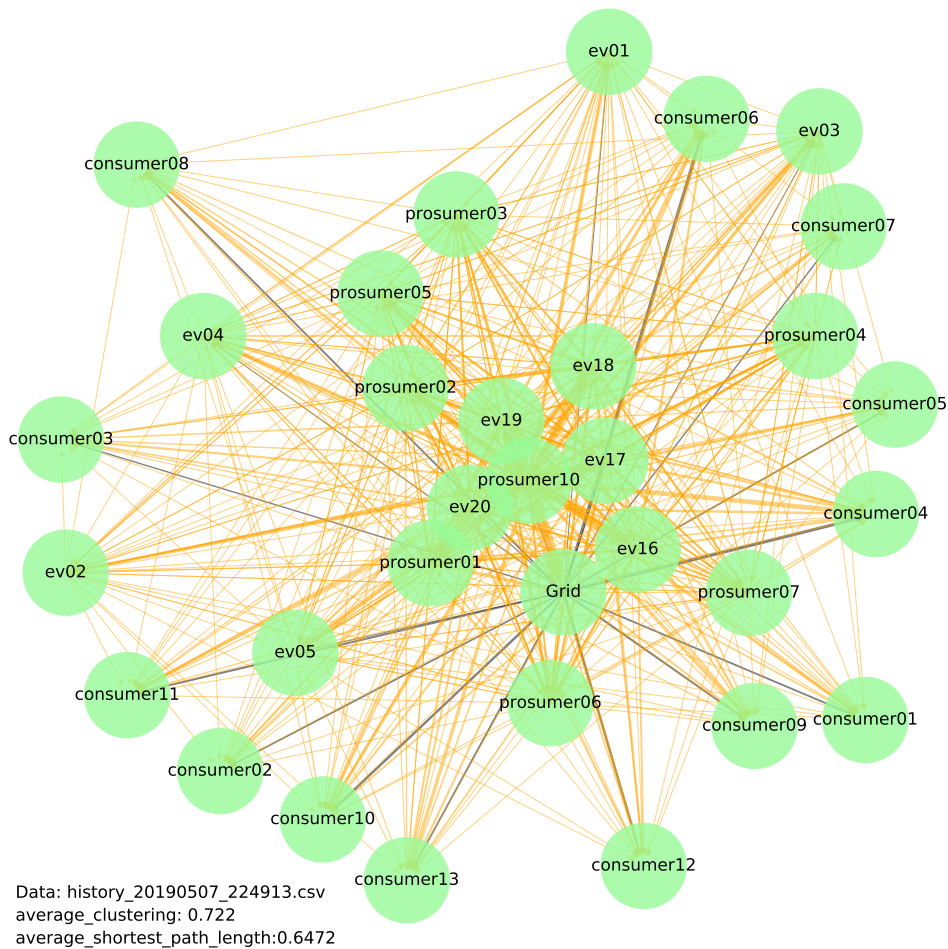 ev01
consumer06
ev03
consumer08
prosumer03
consumer07
prosumer05
ev04
prosumer04
ev18
prosumer02
consumer05
ev19
consumer03
ev17
prosumer10
ev20
consumer04
ev16
prosumer01
ev02
Grid
prosumer07
ev05
consumer11
prosumer06
consumer09
consumer01
consumer02
consumer10
consumer12
consumer13
Data: history_20190507_224913.csv
average_clustering: 0.722
average_shortest_path_length:0.6472